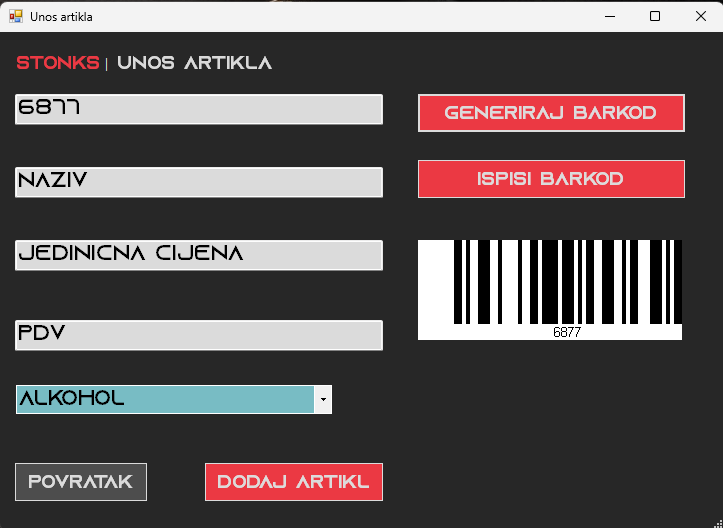 Unos artikla
STONKS | UNOS ARTIKLA
6877
GENERIRAJ BARKOD
NAZIV
ISPISI BARKOD
JEDINICNA CIJENA
6877
PDV
ALKOHOL
POVRATAK
DODAJ ARTIKL